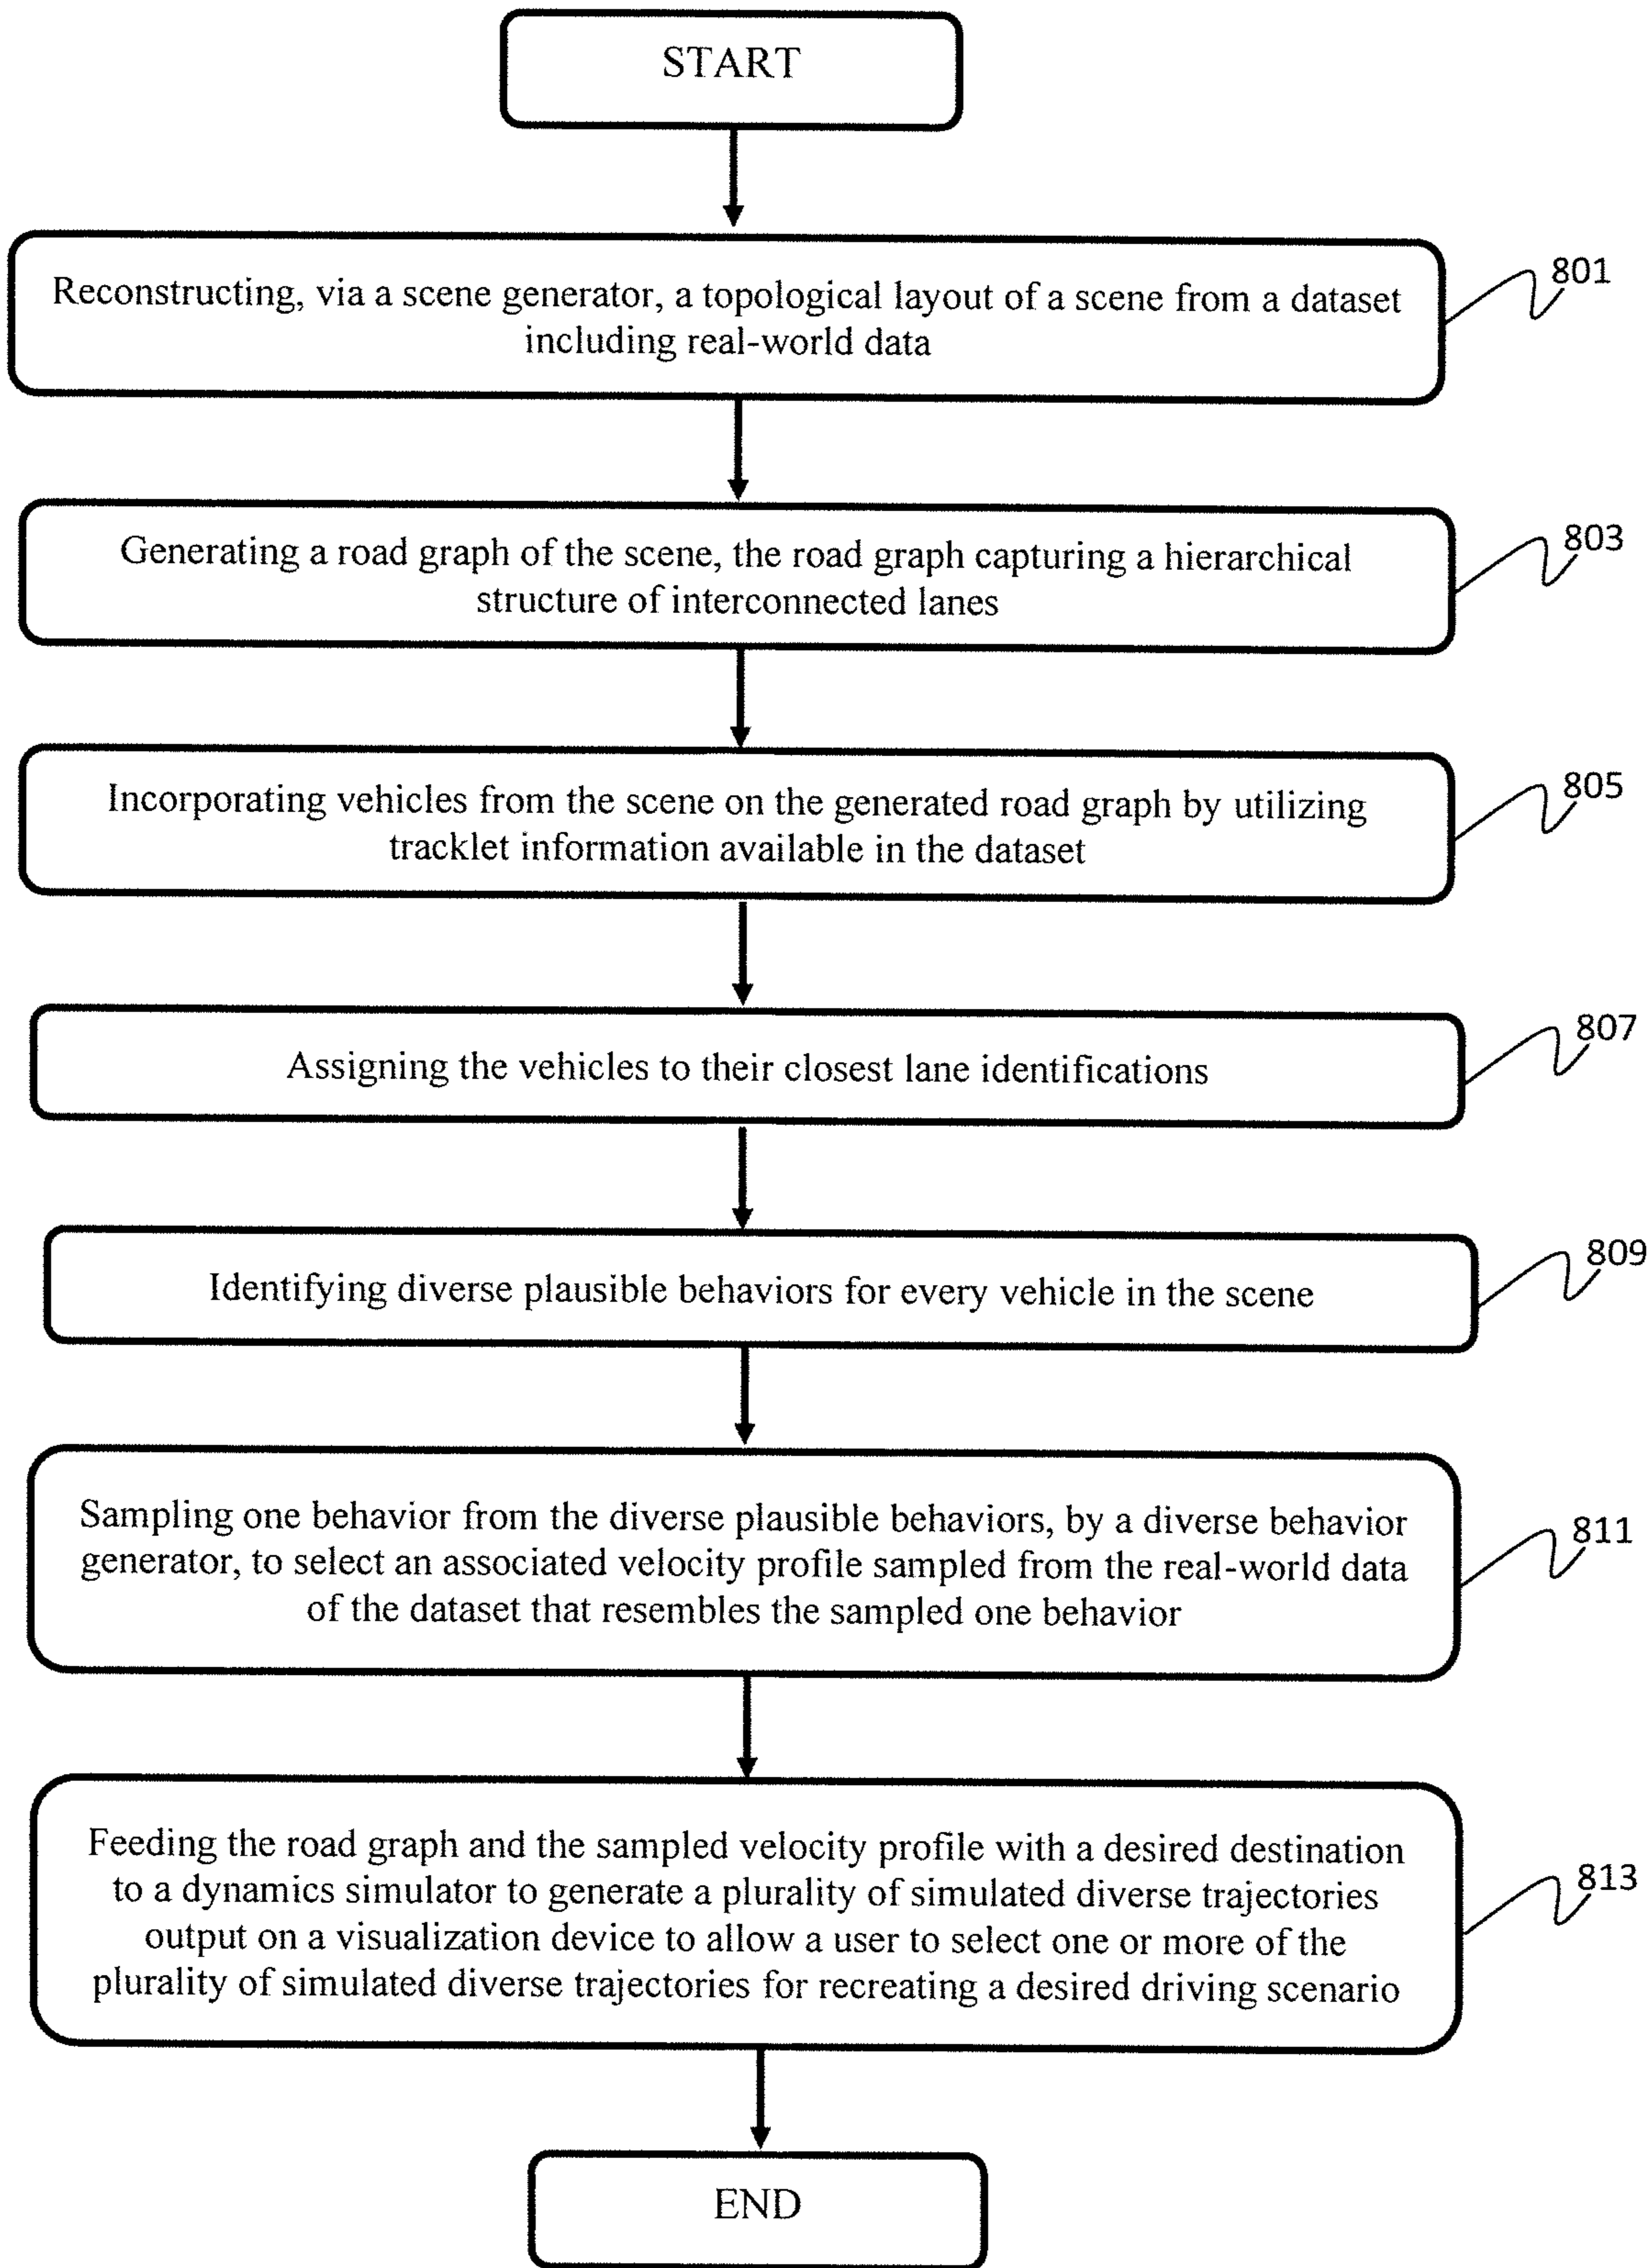 START
Reconstructing, via a scene generator, a topological layout of a scene from a dataset
including real-world data
801
Generating a road graph of the scene, the road graph capturing a hierarchical
structure of interconnected lanes
803
Incorporating vehicles from the scene on the generated road graph by utilizing
tracklet information available in the dataset
805
Assigning the vehicles to their closest lane identifications
807
Identifying diverse plausible behaviors for every vehicle in the scene
809
Sampling one behavior from the diverse plausible behaviors, by a diverse behavior
generator, to select an associated velocity profile sampled from the real-world data
of the dataset that resembles the sampled one behavior
811
Feeding the road graph and the sampled velocity profile with a desired destination
to a dynamics simulator to generate a plurality of simulated diverse trajectories
output on a visualization device to allow a user to select one or more of the
plurality of simulated diverse trajectories for recreating a desired driving scenario
813
END